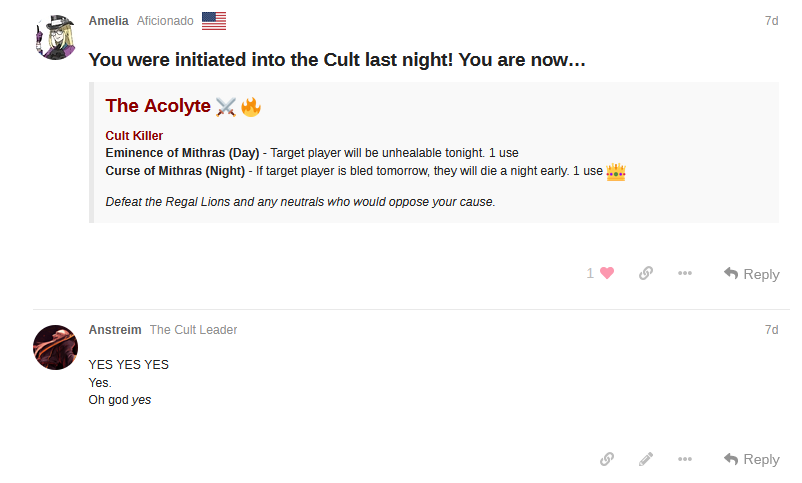 Amelia Aficionado 7d
You were initiated into the Cult last night! You are now…
The Acolyte
Cult Killer
Eminence of Mithras (Day) - Target player will be unhealable tonight. 1 use
Curse of Mithras (Night) - If target player is bled tomorrow, they will die a night early. 1 use
Defeat the Regal Lions and any neutrals who would oppose your cause.
1 Reply
Anstreim The Cult Leader 7d
YES YES YES
Yes.
Oh god yes
Reply